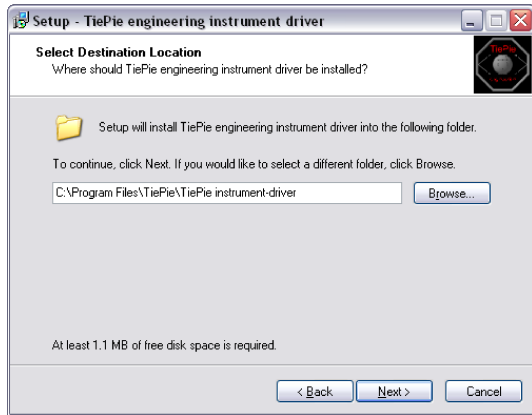 Setup - TiePie engineering instrument driver
Select Destination Location
Where should TiePie engineering instrument driver be installed?
TiePie
Setup will install TiePie engineering instrument driver into the following folder.
To continue, click Next. If you would like to select a different folder, click Browse.
C:\Program Files\TiePie\TiePie instrument-driver
Browse...
At least 1.1 MB of free disk space is required.
< Back
Next >
Cancel